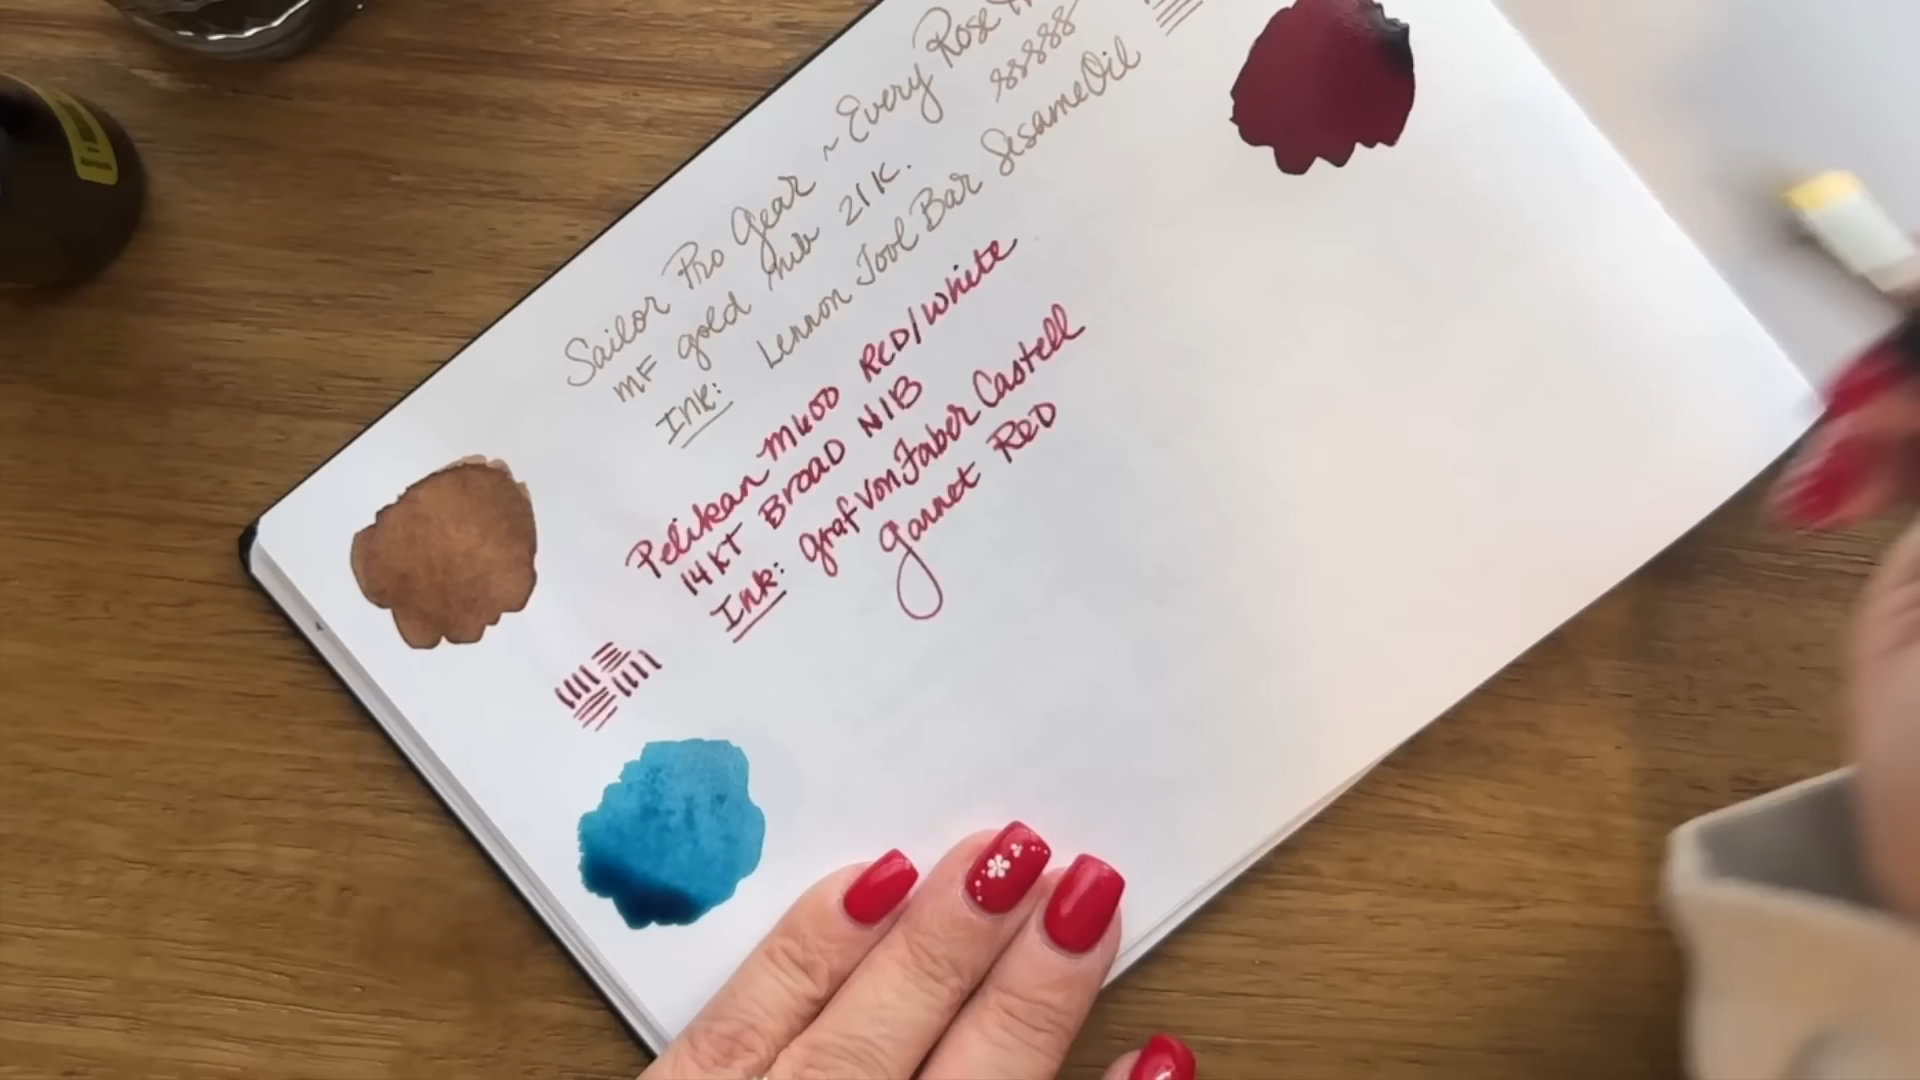 Sailor Pro Gear ~ Every Rose
88888
MF gold nib 21K.
Ink: Lennon Tool Bar Sesame Oil
Pelikan M600 RED/White
14KT Broad NIB
Ink: Graf Von Faber Castell
Garnet Red